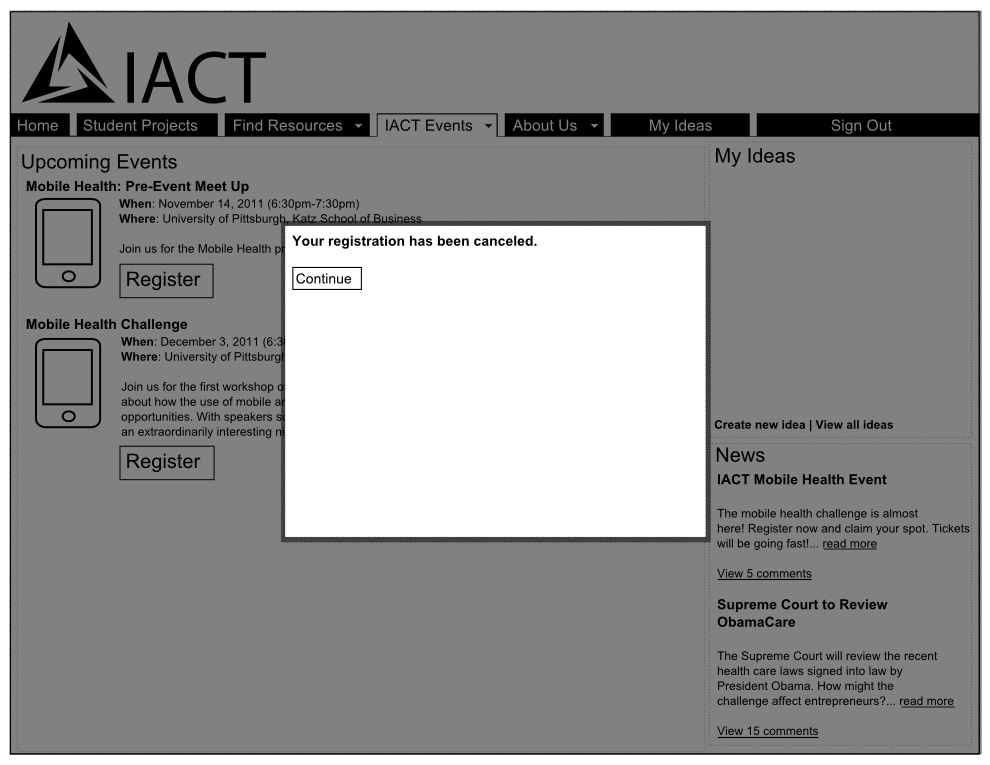 IACT
Home Student Projects Find Resources IACT Events About Us My Ideas Sign Out
Upcoming Events
Mobile Health: Pre-Event Meet Up
When: November 14, 2011 (6:30pm-7:30pm)
Where: University of Pittsburgh, Katz School of Business
Join us for the Mobile Health
Register
Mobile Health Challenge
When: December 3, 2011
Where: University of
Join us for the first workshop
about how the use of mobile
opportunities. With speakers
an extraordinarily interesting
Register
Your registration has been canceled.
Continue
My Ideas
Create new idea | View all ideas
News
IACT Mobile Health Event
The mobile health challenge is almost
here! Register now and claim your spot. Tickets
will be going fast!... read more
View 5 comments
Supreme Court to Review
ObamaCare
The Supreme Court will review the recent
health care laws signed into law by
President Obama. How might the
challenge affect entrepreneurs?... read more
View 15 comments